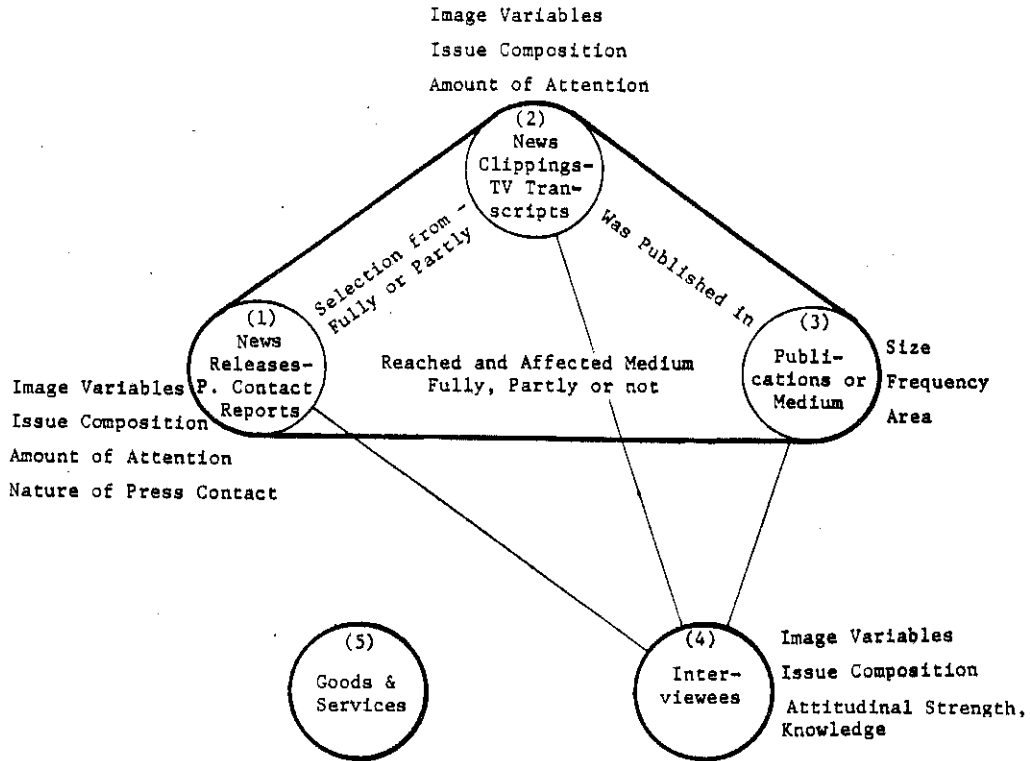 Image Variables
Issue Composition
Amount of Attention
(2)
News
Clippings-
TV Tran-
scripts
Selection from -
Fully or Partly
Was Published in
(1)
News
Releases-
P. Contact
Reports
Image Variables
Issue Composition
Amount of Attention
Nature of Press Contact
Reached and Affected Medium
Fully, Partly or not
(3)
Publi-
cations or
Medium
Size
Frequency
Area
(5)
Goods &
Services
(4)
Inter-
viewees
Image Variables
Issue Composition
Attitudinal Strength,
Knowledge